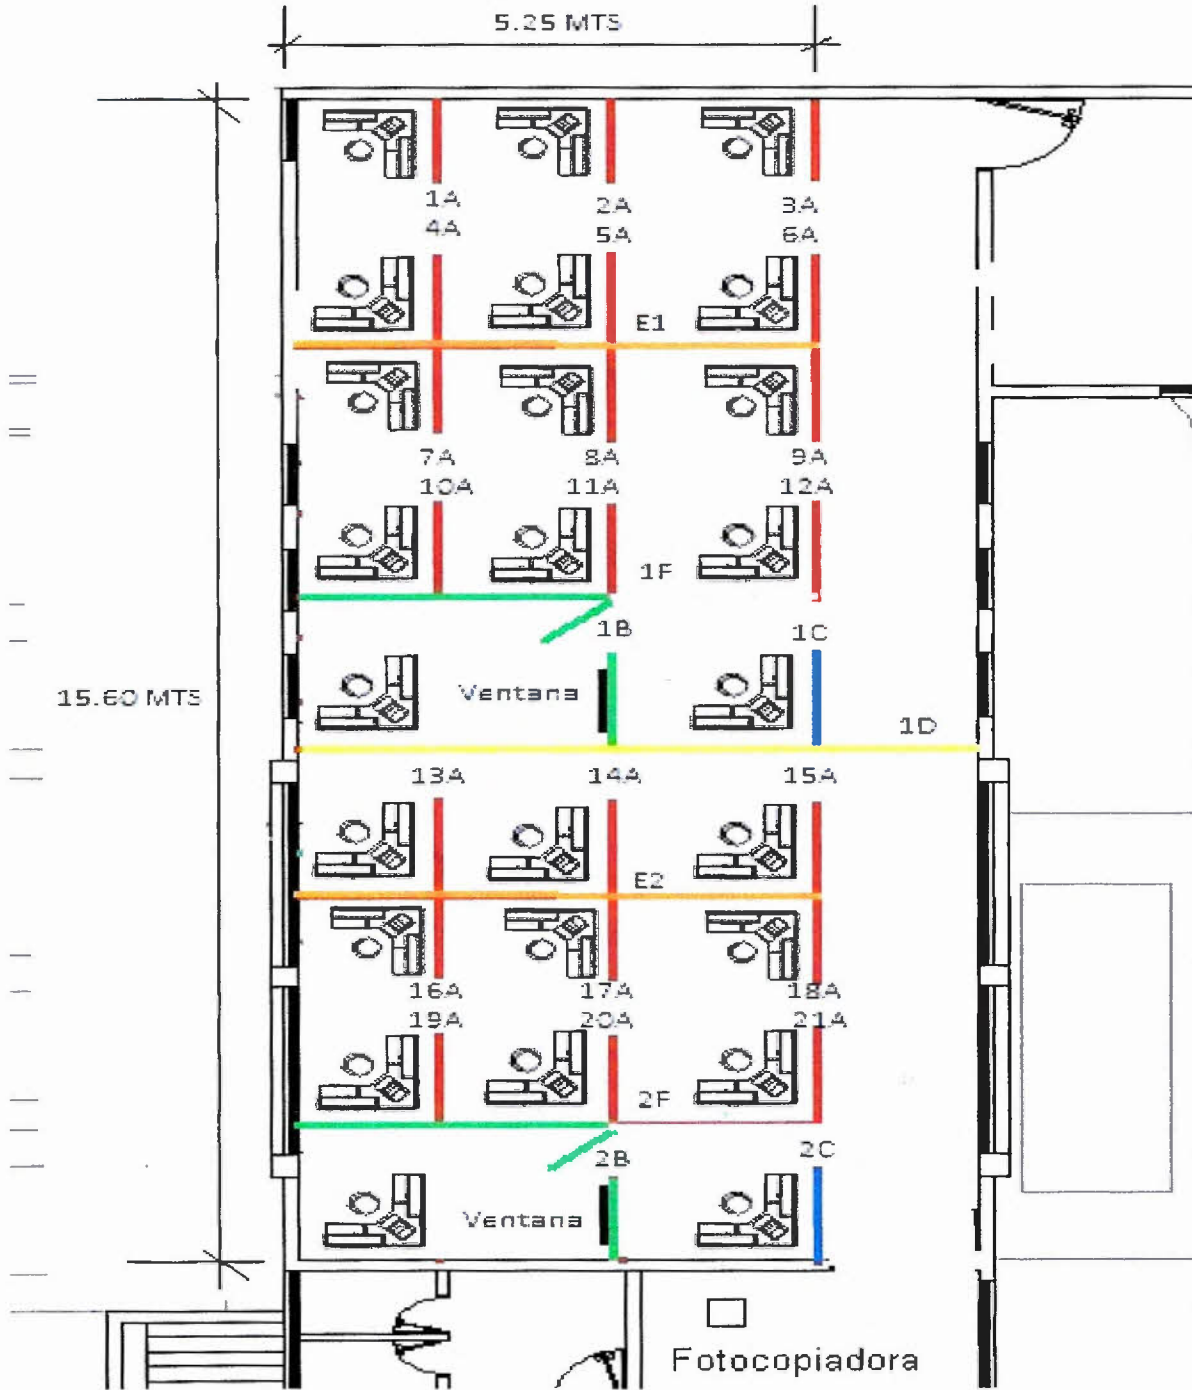 5.25 MTS
1A 2A 3A
4A 5A 6A
E1
7A 8A 9A
10A 11A 12A
1F
1B 1C
15.60 MTS
Ventana
1D
13A 14A 15A
E2
16A 17A 18A
19A 20A 21A
2F
2B 2C
Ventana
Fotocopiadora